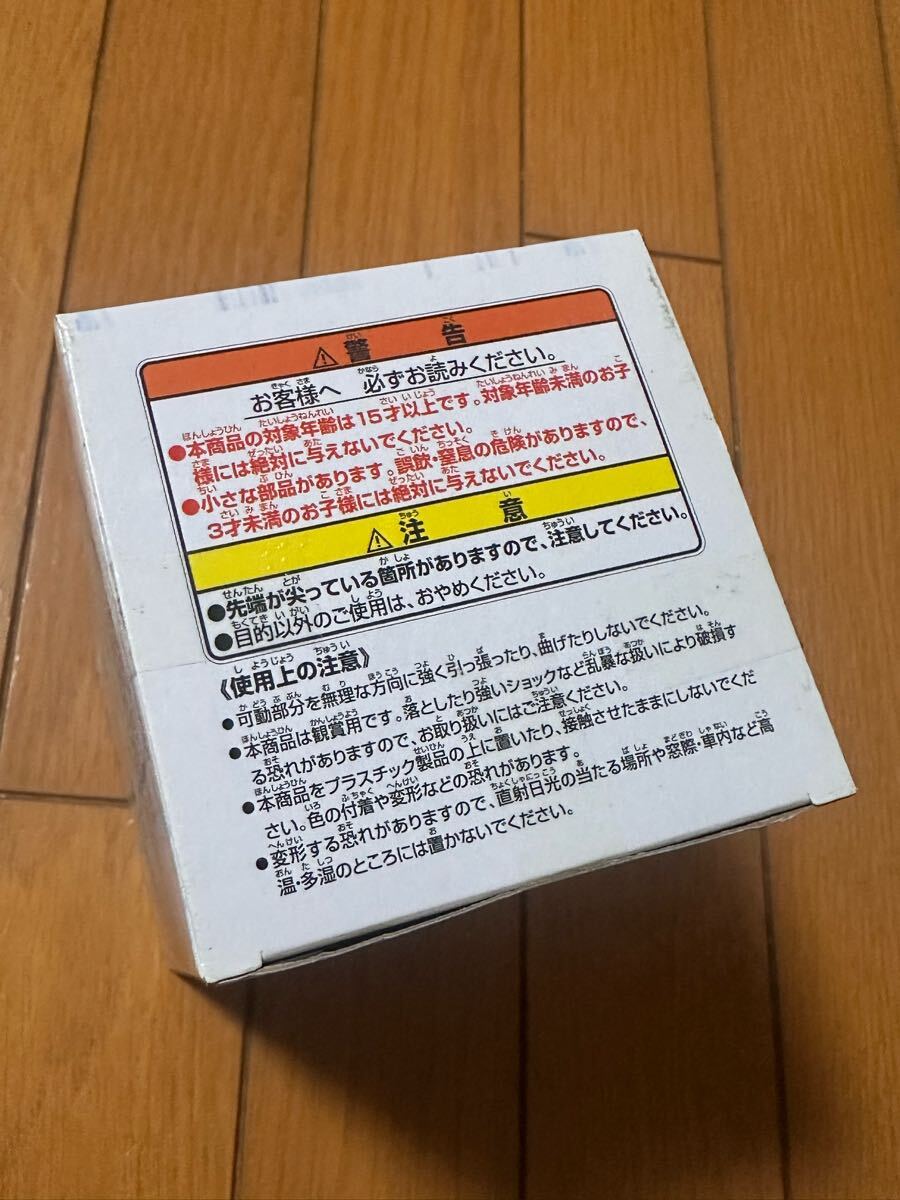 ⚠警告
お客様へ 必ずお読みください。
●本商品の対象年齢は15才以上です。対象年齢未満のお子
様には絶対に与えないでください。
●小さな部品があります。誤飲・窒息の危険がありますので、
3才未満のお子様には絶対に与えないでください。
⚠注意
●先端が尖っている箇所がありますので、注意してください。
●目的以外のご使用は、おやめください。
《使用上の注意》
●可動部分を無理な方向に強く引っ張ったり、曲げたりしないでください。
●本商品は観賞用です。落としたり強いショックなど乱暴な扱いにより破損す
る恐れがありますので、お取り扱いにはご注意ください。
●本商品をプラスチック製品の上に置いたり、接触させたままにしないでくだ
さい。色の付着や変形などの恐れがあります。
●変形する恐れがありますので、直射日光の当たる場所や窓際・車内など高
温・多湿のところには置かないでください。